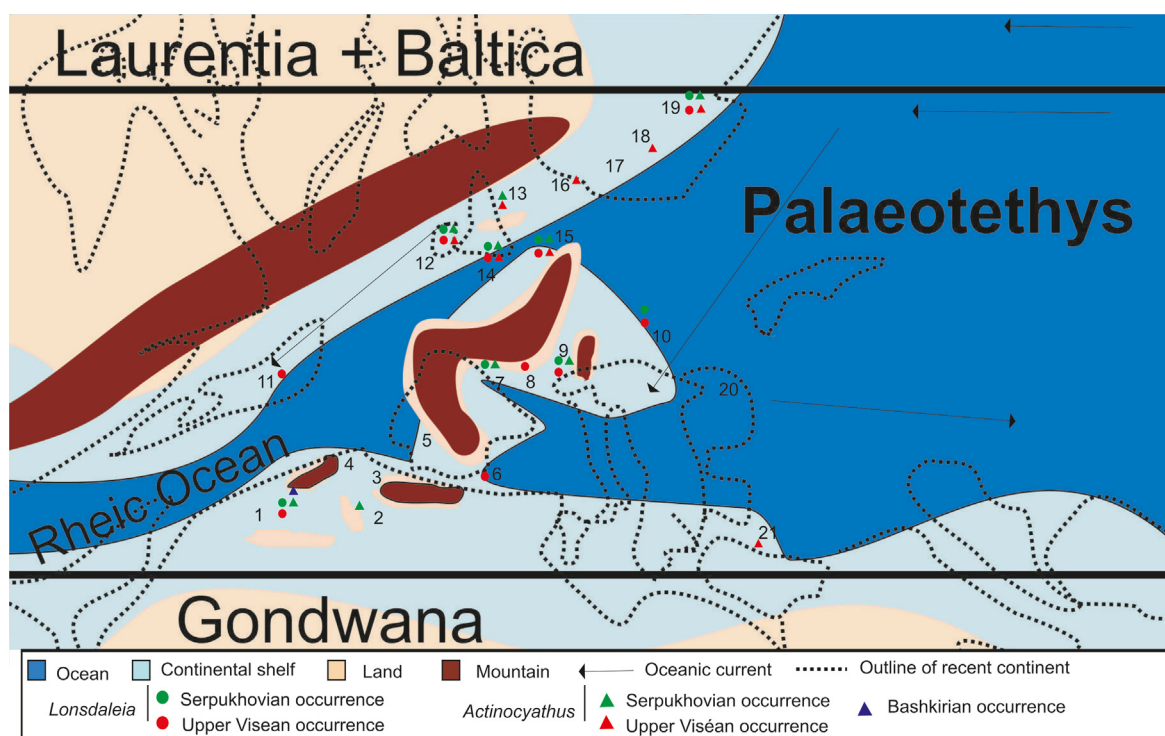 Laurentia + Baltica
19
18
17
16
13
Palaeotethys
12
14
15
10
11
9
8
7
20
5
Rheic Ocean
4
3
6
1
2
21
Gondwana
Ocean
Continental shelf
Land
Mountain
Oceanic current
Outline of recent continent
Lonsdaleia
Serpukhovian occurrence
Upper Visean occurrence
Actinocyathus
Serpukhovian occurrence
Upper Viséan occurrence
Bashkirian occurrence